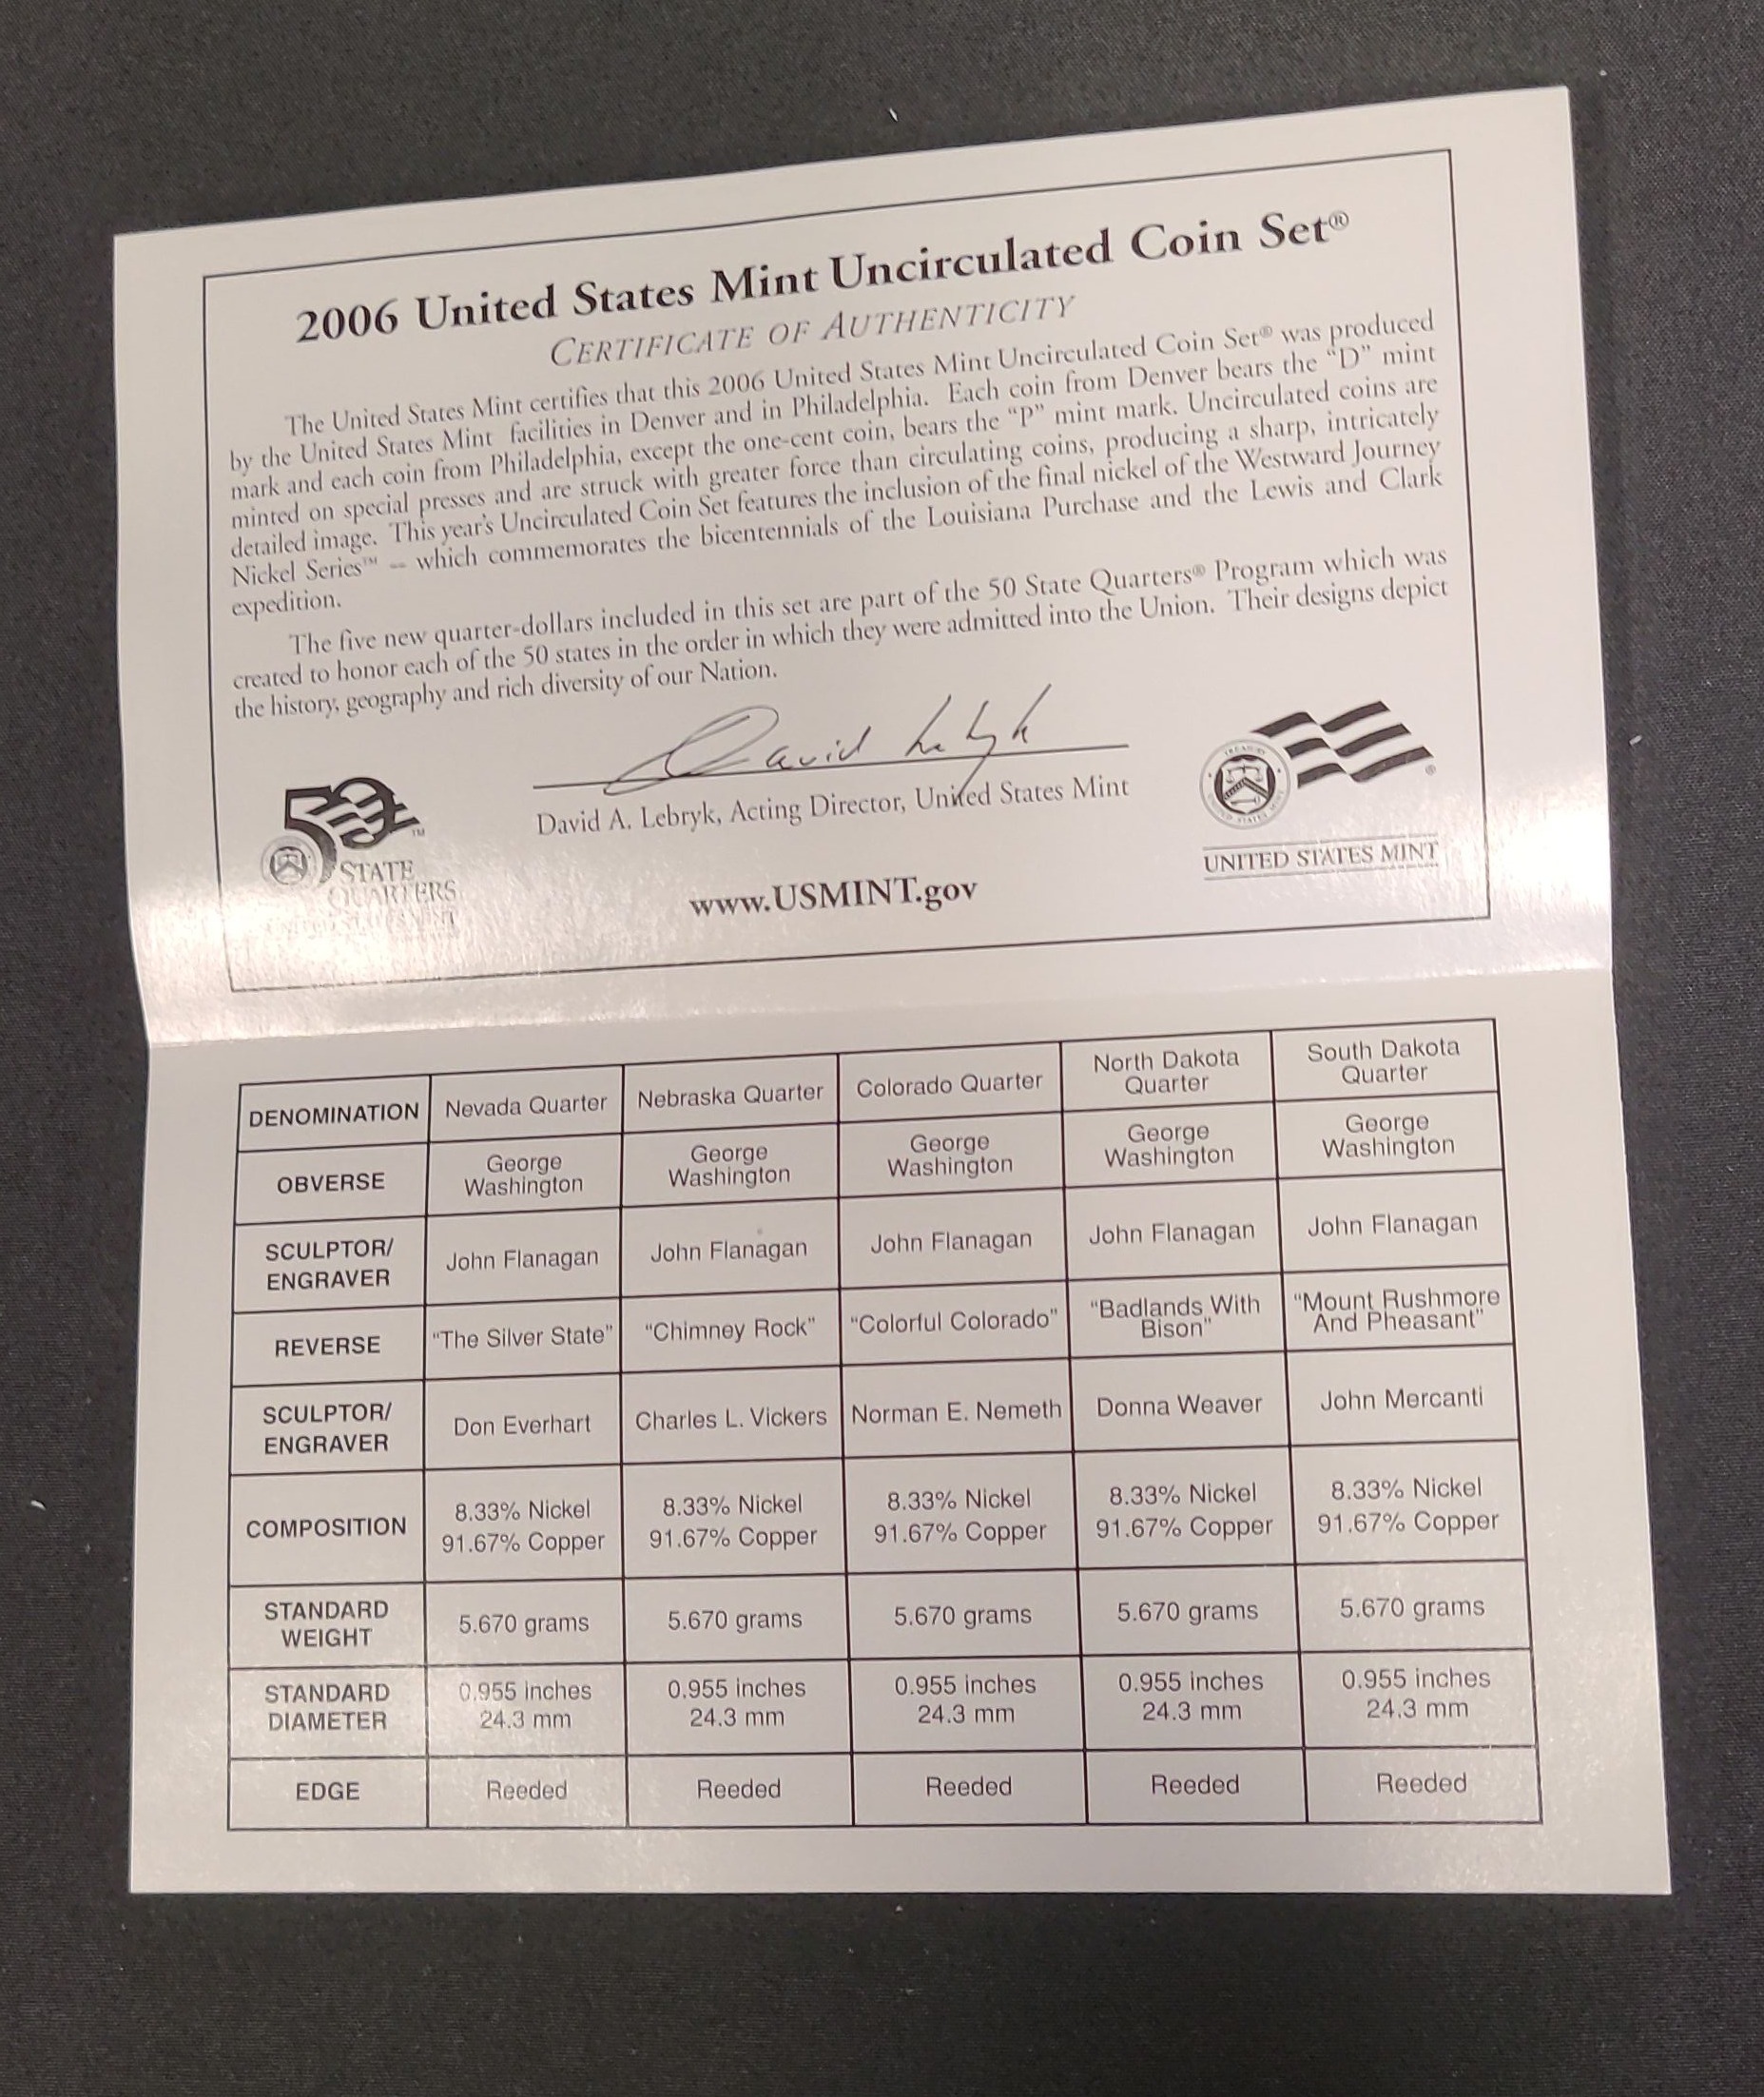 2006 United States Mint Uncirculated Coin Set®
CERTIFICATE OF AUTHENTICITY
The United States Mint certifies that this 2006 United States Mint Uncirculated Coin Set® was produced
by the United States Mint facilities in Denver and in Philadelphia. Each coin from Denver bears the “D” mint
mark and each coin from Philadelphia, except the one-cent coin, bears the “P” mint mark. Uncirculated coins are
minted on special presses and are struck with greater force than circulating coins, producing a sharp, intricately
detailed image. This year's Uncirculated Coin Set features the inclusion of the final nickel of the Westward Journey
Nickel Series™ -- which commemorates the bicentennials of the Louisiana Purchase and the Lewis and Clark
expedition.
The five new quarter-dollars included in this set are part of the 50 State Quarters® Program which was
created to honor each of the 50 states in the order in which they were admitted into the Union. Their designs depict
the history, geography and rich diversity of our Nation.
David Lebryk
David A. Lebryk, Acting Director, United States Mint
50™
STATE
QUARTERS
UNITED STATES MINT
www.USMINT.gov
UNITED STATES MINT
DENOMINATION Nevada Quarter Nebraska Quarter Colorado Quarter North Dakota Quarter South Dakota Quarter
OBVERSE George Washington George Washington George Washington George Washington George Washington
SCULPTOR/ ENGRAVER John Flanagan John Flanagan John Flanagan John Flanagan John Flanagan
REVERSE “The Silver State” “Chimney Rock” “Colorful Colorado” “Badlands With Bison” “Mount Rushmore And Pheasant”
SCULPTOR/ ENGRAVER Don Everhart Charles L. Vickers Norman E. Nemeth Donna Weaver John Mercanti
COMPOSITION 8.33% Nickel 91.67% Copper 8.33% Nickel 91.67% Copper 8.33% Nickel 91.67% Copper 8.33% Nickel 91.67% Copper 8.33% Nickel 91.67% Copper
STANDARD WEIGHT 5.670 grams 5.670 grams 5.670 grams 5.670 grams 5.670 grams
STANDARD DIAMETER 0.955 inches 24.3 mm 0.955 inches 24.3 mm 0.955 inches 24.3 mm 0.955 inches 24.3 mm 0.955 inches 24.3 mm
EDGE Reeded Reeded Reeded Reeded Reeded